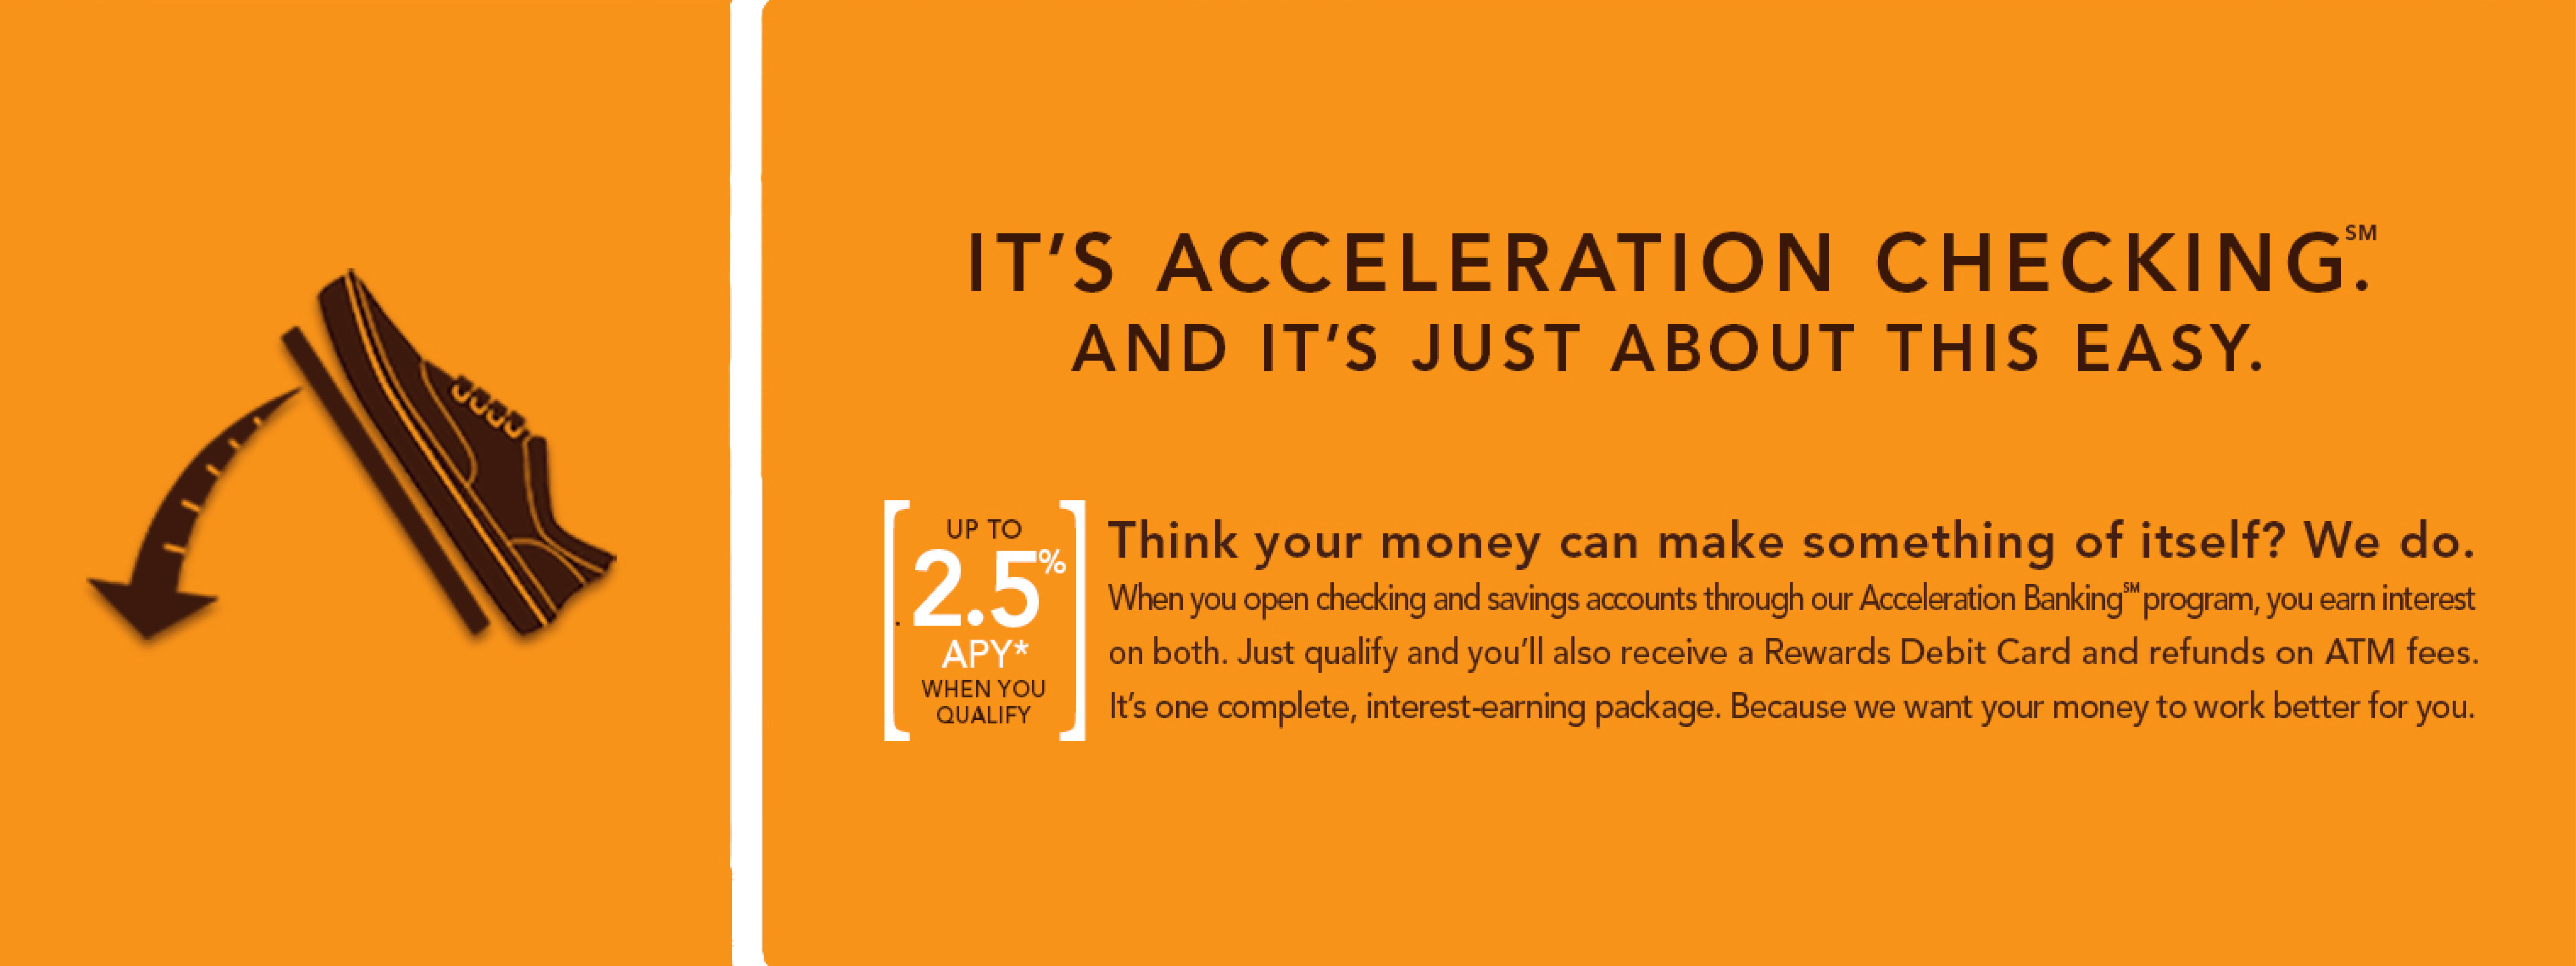 IT’S ACCELERATION CHECKING.℠
AND IT’S JUST ABOUT THIS EASY.
UP TO
2.5%
APY*
WHEN YOU
QUALIFY
Think your money can make something of itself? We do.
When you open checking and savings accounts through our Acceleration Banking℠ program, you earn interest
on both. Just qualify and you’ll also receive a Rewards Debit Card and refunds on ATM fees.
It’s one complete, interest-earning package. Because we want your money to work better for you.